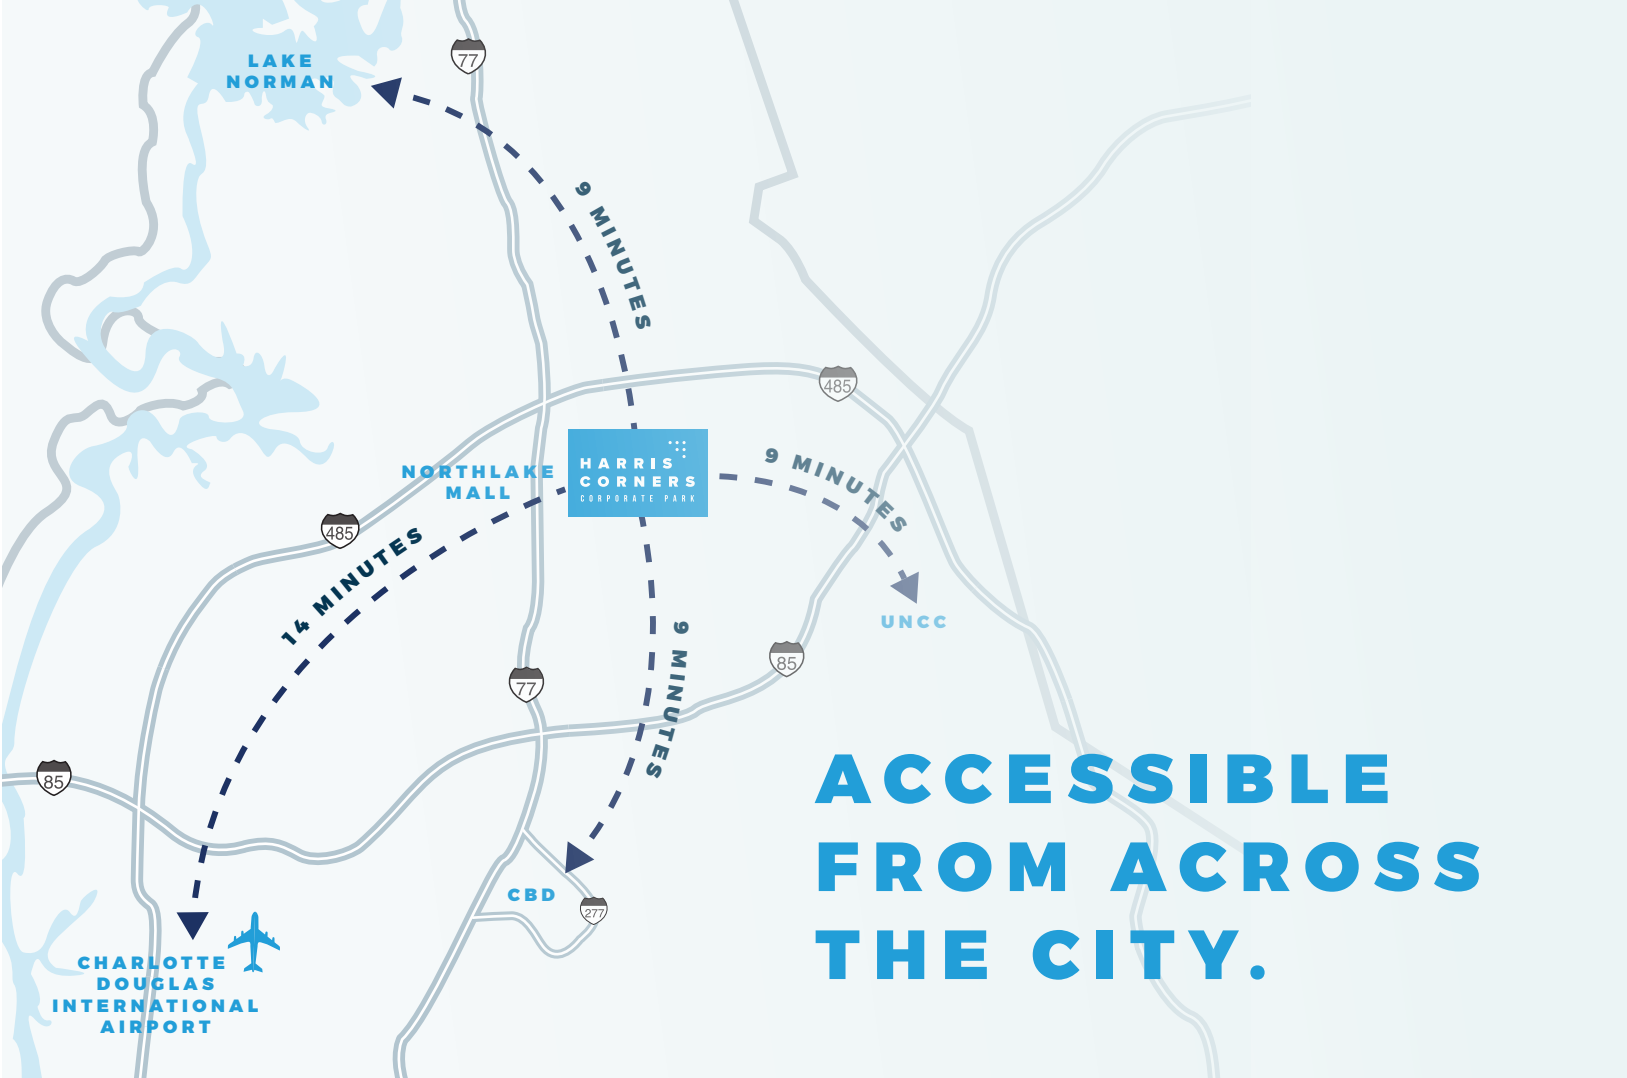 LAKE
NORMAN
77
9 MINUTES
485
HARRIS
CORNERS
CORPORATE PARK
NORTHLAKE
MALL
9 MINUTES
485
14 MINUTES
UNCC
9 MINUTES
85
77
85
ACCESSIBLE
FROM ACROSS
THE CITY.
CBD
277
CHARLOTTE
DOUGLAS
INTERNATIONAL
AIRPORT